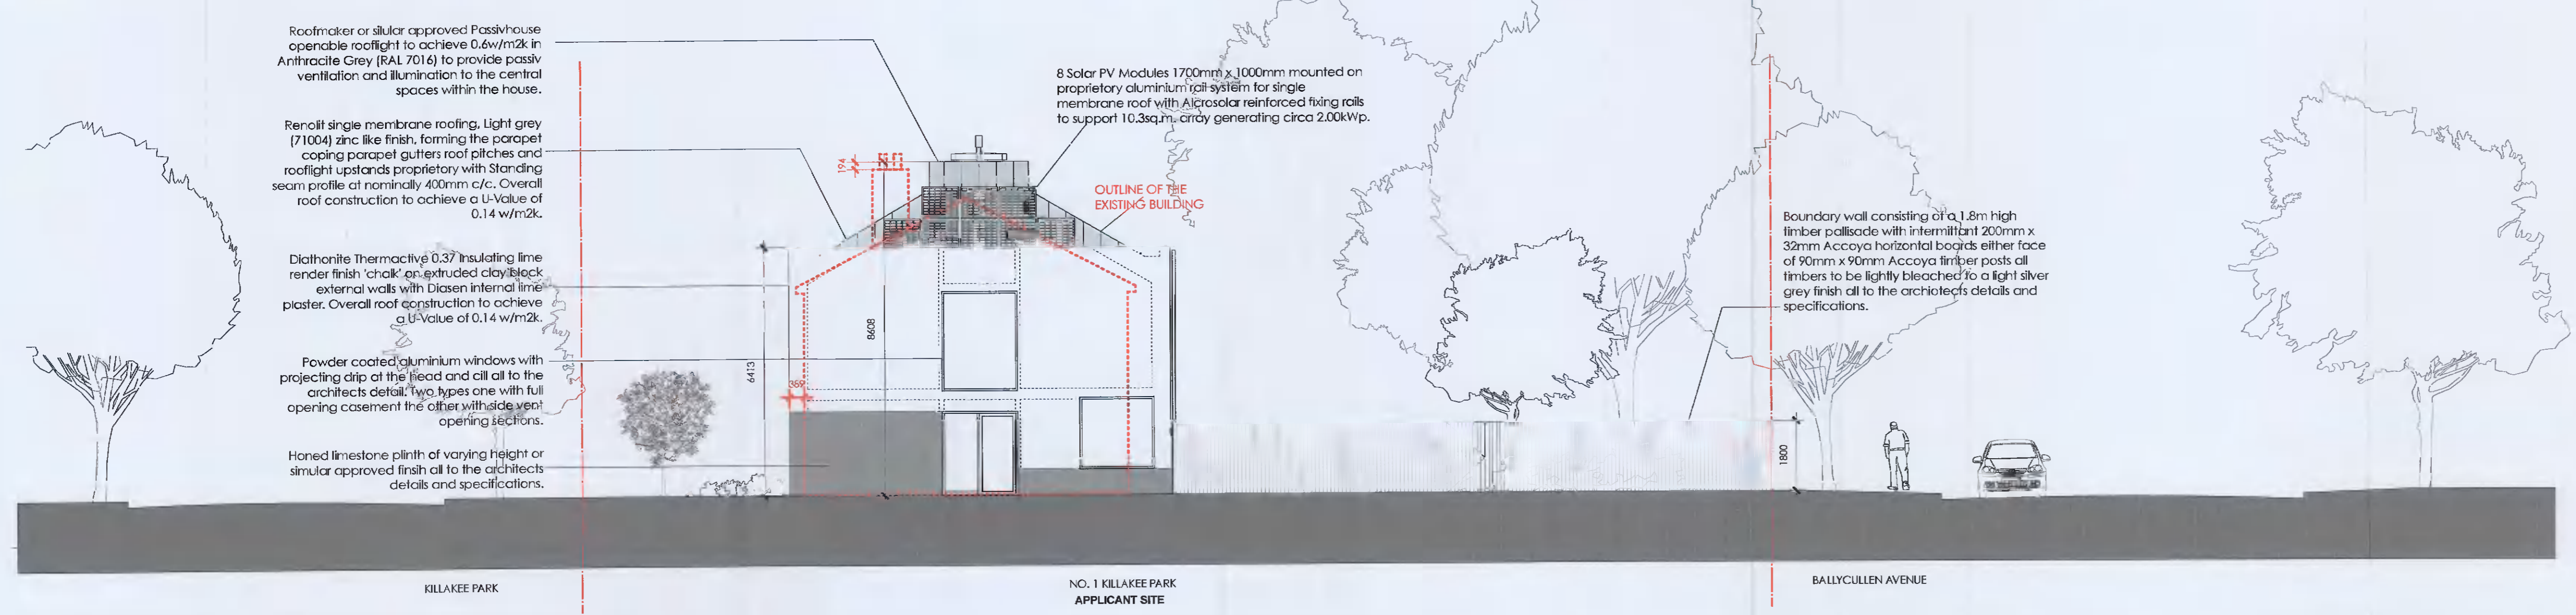 Roofmaker or silular approved Passivhouse
openable rooflight to achieve 0.6w/m2k in
Anthracite Grey (RAL 7016) to provide passiv
ventilation and illumination to the central
spaces within the house.
Renolit single membrane roofing, Light grey
(71004) zinc like finish, forming the parapet
coping parapet gutters roof pitches and
rooflight upstands proprietory with Standing
seam profile at nominally 400mm c/c. Overall
roof construction to achieve a U-Value of
0.14 w/m2k.
Diathonite Thermactive 0.37 Insulating lime
render finish 'chalk' on extruded clay block
external walls with Diasen internal lime
plaster. Overall roof construction to achieve
a U-Value of 0.14 w/m2k.
Powder coated aluminium windows with
projecting drip at the head and cill all to the
architects detail. Two types one with full
opening casement the other with side vent
opening sections.
Honed limestone plinth of varying height or
simular approved finsih all to the architects
details and specifications.
8 Solar PV Modules 1700mm x 1000mm mounted on
proprietory aluminium rail system for single
membrane roof with Alcrosolar reinforced fixing rails
to support 10.3sq.m. array generating circa 2.00kWp.
OUTLINE OF THE
EXISTING BUILDING
194
8608
6413
359
Boundary wall consisting of a 1.8m high
timber pallisade with intermittant 200mm x
32mm Accoya horizontal boards either face
of 90mm x 90mm Accoya timber posts all
timbers to be lightly bleached to a light silver
grey finish all to the archiotects details and
specifications.
1800
KILLAKEE PARK
NO. 1 KILLAKEE PARK
APPLICANT SITE
BALLYCULLEN AVENUE